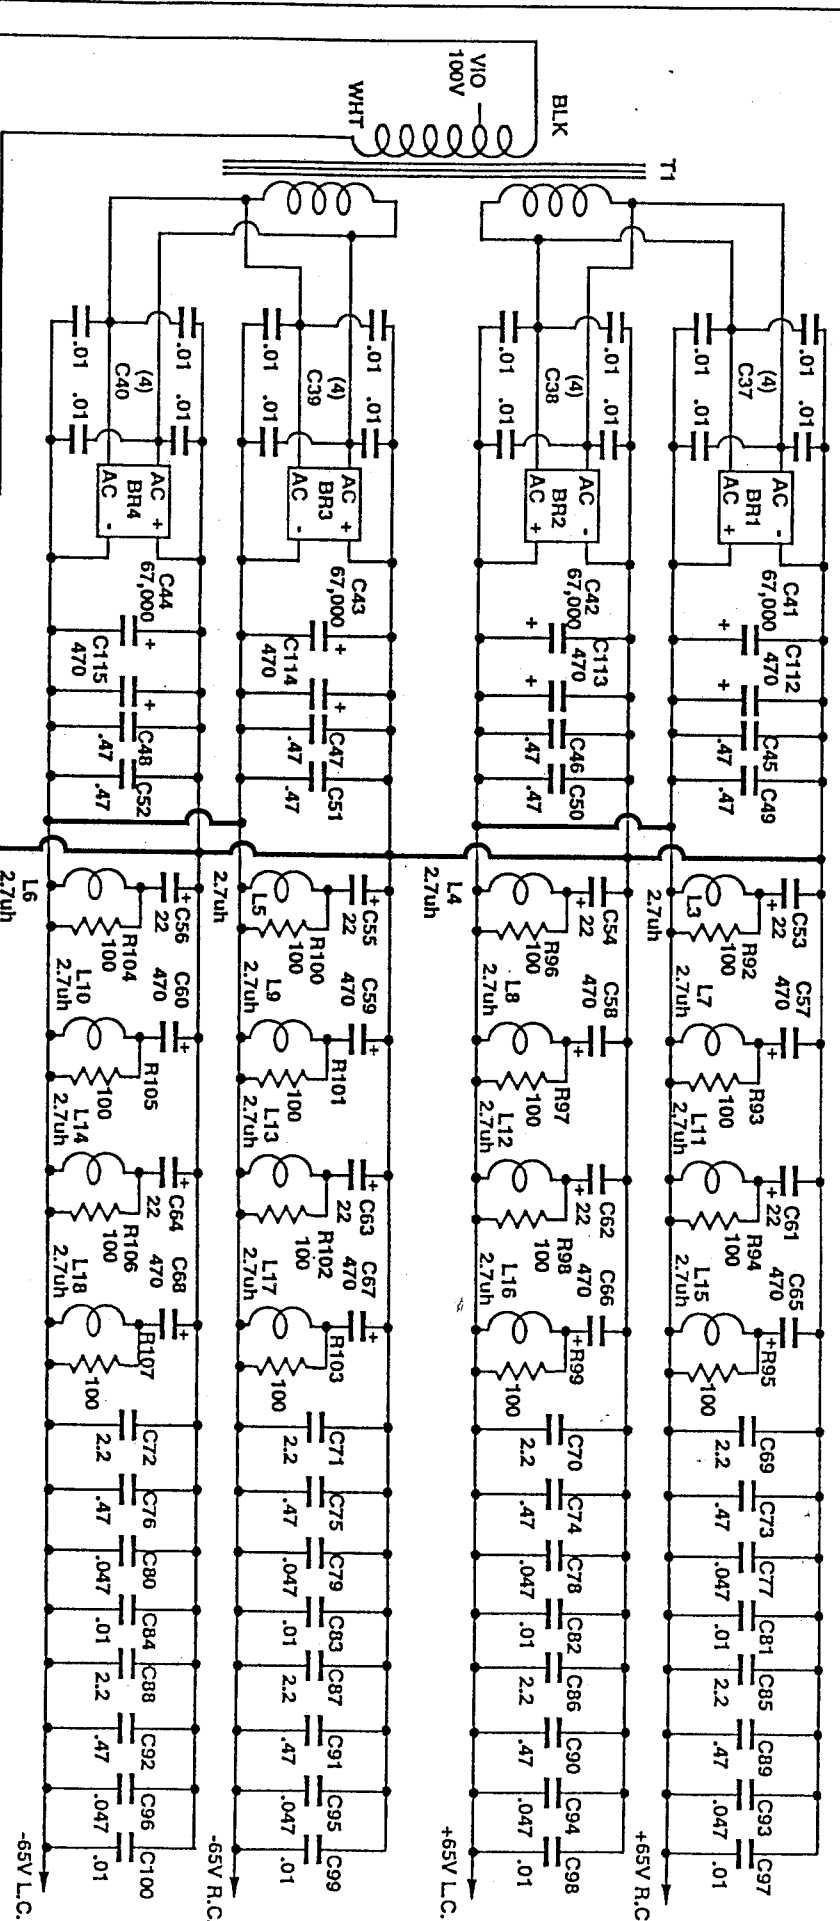 BLK
VIO
100V
WHT
T1
.01
.01
(4)
C37
.01
.01
AC -
BR1
AC +
C41
67,000
C112
470
+
+
C45
.47
C49
.47
C53
+
22
L3
2.7uh
R92
100
C57
470
+
L7
2.7uh
R93
100
C61
+
22
L11
2.7uh
R94
100
C65
470
+
L15
2.7uh
R95
100
C69
2.2
C73
.47
C77
.047
C81
.01
C85
2.2
C89
.47
C93
.047
C97
.01
+65V R.C.
.01
.01
(4)
C38
.01
.01
AC -
BR2
AC +
C42
67,000
C113
470
+
+
C46
.47
C50
.47
C54
+
22
L4
2.7uh
R96
100
C58
470
+
L8
2.7uh
R97
100
C62
+
22
L12
2.7uh
R98
100
C66
470
+
L16
2.7uh
R99
100
C70
2.2
C74
.47
C78
.047
C82
.01
C86
2.2
C90
.47
C94
.047
C98
.01
+65V L.C.
.01
.01
(4)
C39
.01
.01
AC +
BR3
AC -
C43
67,000
C114
470
+
+
C47
.47
C51
.47
C55
+
22
L5
2.7uh
R100
100
C59
470
+
L9
2.7uh
R101
100
C63
+
22
L13
2.7uh
R102
100
C67
470
+
L17
2.7uh
R103
100
C71
2.2
C75
.47
C79
.047
C83
.01
C87
2.2
C91
.47
C95
.047
C99
.01
-65V R.C.
.01
.01
(4)
C40
.01
.01
AC +
BR4
AC -
C44
67,000
C115
470
+
+
C48
.47
C52
.47
C56
+
22
L6
2.7uh
R104
100
C60
470
+
L10
2.7uh
R105
100
C64
+
22
L14
2.7uh
R106
100
C68
470
+
L18
2.7uh
R107
100
C72
2.2
C76
.47
C80
.047
C84
.01
C88
2.2
C92
.47
C96
.047
C100
.01
-65V L.C.